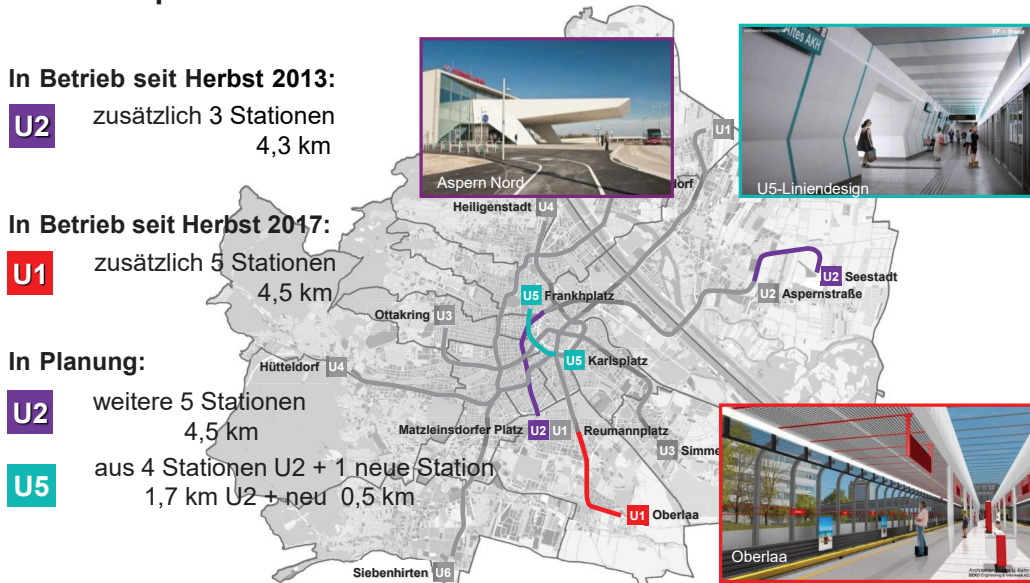 In Betrieb seit Herbst 2013:
U2
zusätzlich 3 Stationen
4,3 km
In Betrieb seit Herbst 2017:
U1
zusätzlich 5 Stationen
4,5 km
In Planung:
U2
weitere 5 Stationen
4,5 km
U5
aus 4 Stationen U2 + 1 neue Station
1,7 km U2 + neu 0,5 km
Aspern Nord
Altes AKH
U5-Liniendesign
U1
dorf
Heiligenstadt U4
U2 Seestadt
U2 Aspernstraße
U5 Frankhplatz
Ottakring U3
U5 Karlsplatz
Hütteldorf U4
Matzleinsdorfer Platz U2 U1 Reumannplatz
U3 Simme
U1 Oberlaa
Siebenhirten U6
Oberlaa